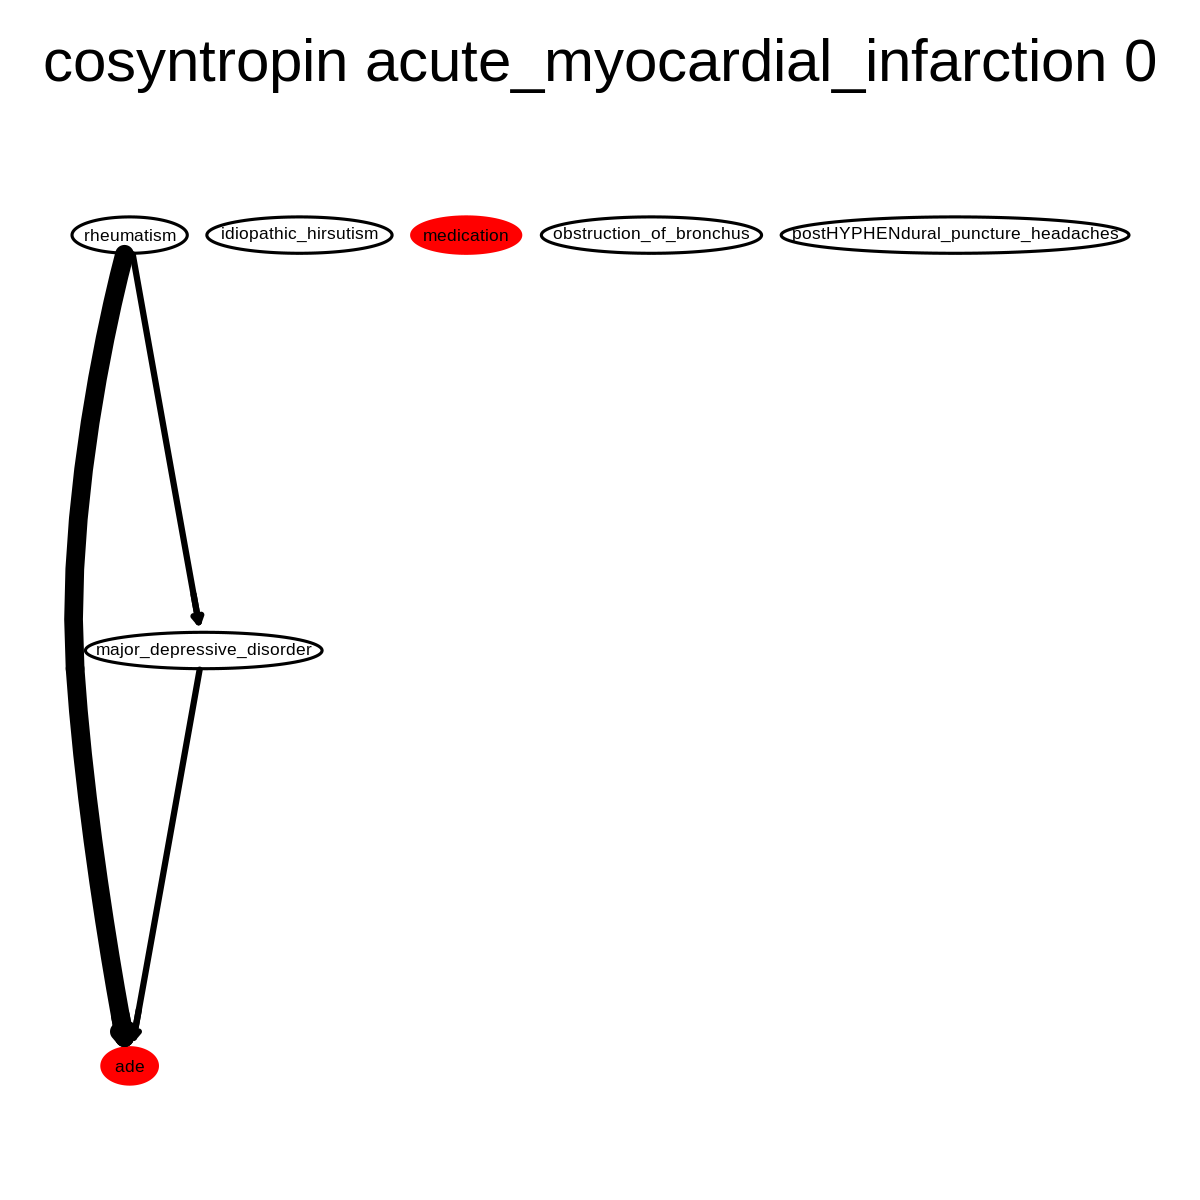 cosyntropin acute_myocardial_infarction 0
rheumatism idiopathic_hirsutism medication obstruction_of_bronchus postHYPHENdural_puncture_headaches
major_depressive_disorder
ade